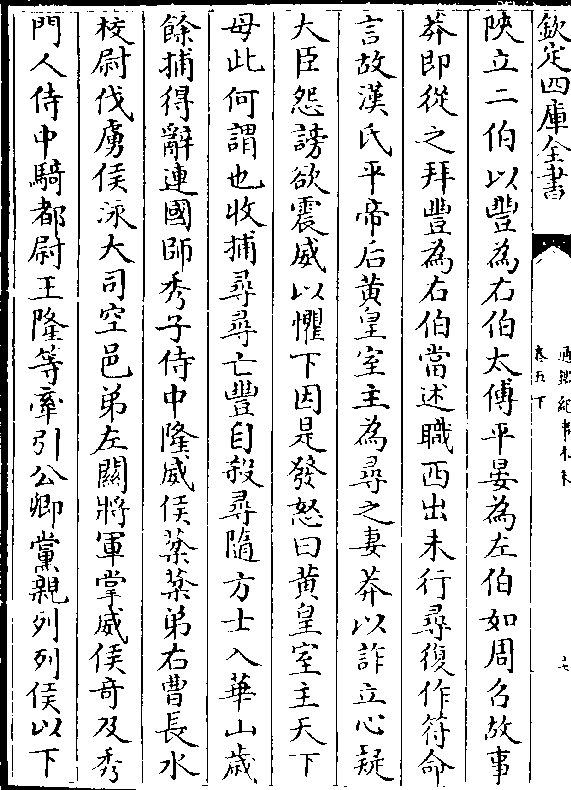 欽定四庫全書
通鑑紀事本末
卷五下
七
陜立二伯以豐為右伯太傅平晏為左伯如周召故事
莽即從之拜豐為右伯當述職西出未行尋復作符命
言故漢氏平帝后黄皇室主為尋之妻莽以詐立心疑
大臣怨謗欲震威以懼下因是發怒曰黄皇室主天下
母此何謂也收捕尋尋亡豐自殺尋隨方士入華山歲
餘捕得辭連國師秀子侍中隆威侯棻棻弟右曹長水
校尉伐虜侯泳大司空邑弟左關將軍掌威侯奇及秀
門人侍中騎都尉王隆等牽引公卿黨親列列侯以下